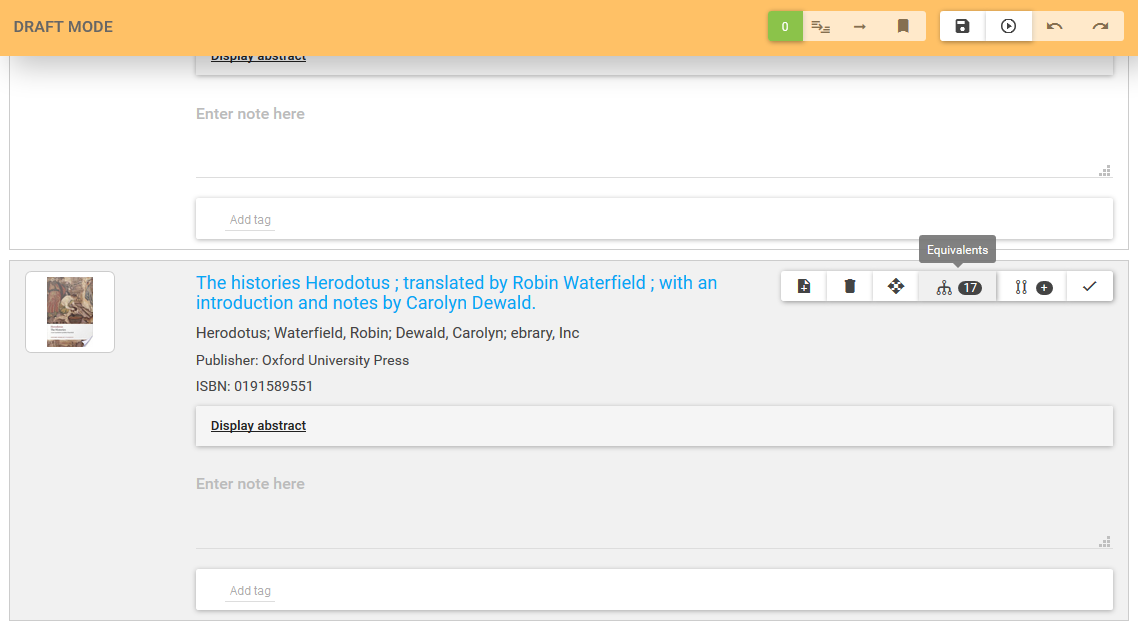 DRAFT MODE
0
Display abstract
Enter note here
Add tag
Equivalents
The histories Herodotus ; translated by Robin Waterfield ; with an
introduction and notes by Carolyn Dewald.
17
Herodotus; Waterfield, Robin; Dewald, Carolyn; ebrary, Inc
Publisher: Oxford University Press
ISBN: 0191589551
Display abstract
Enter note here
Add tag